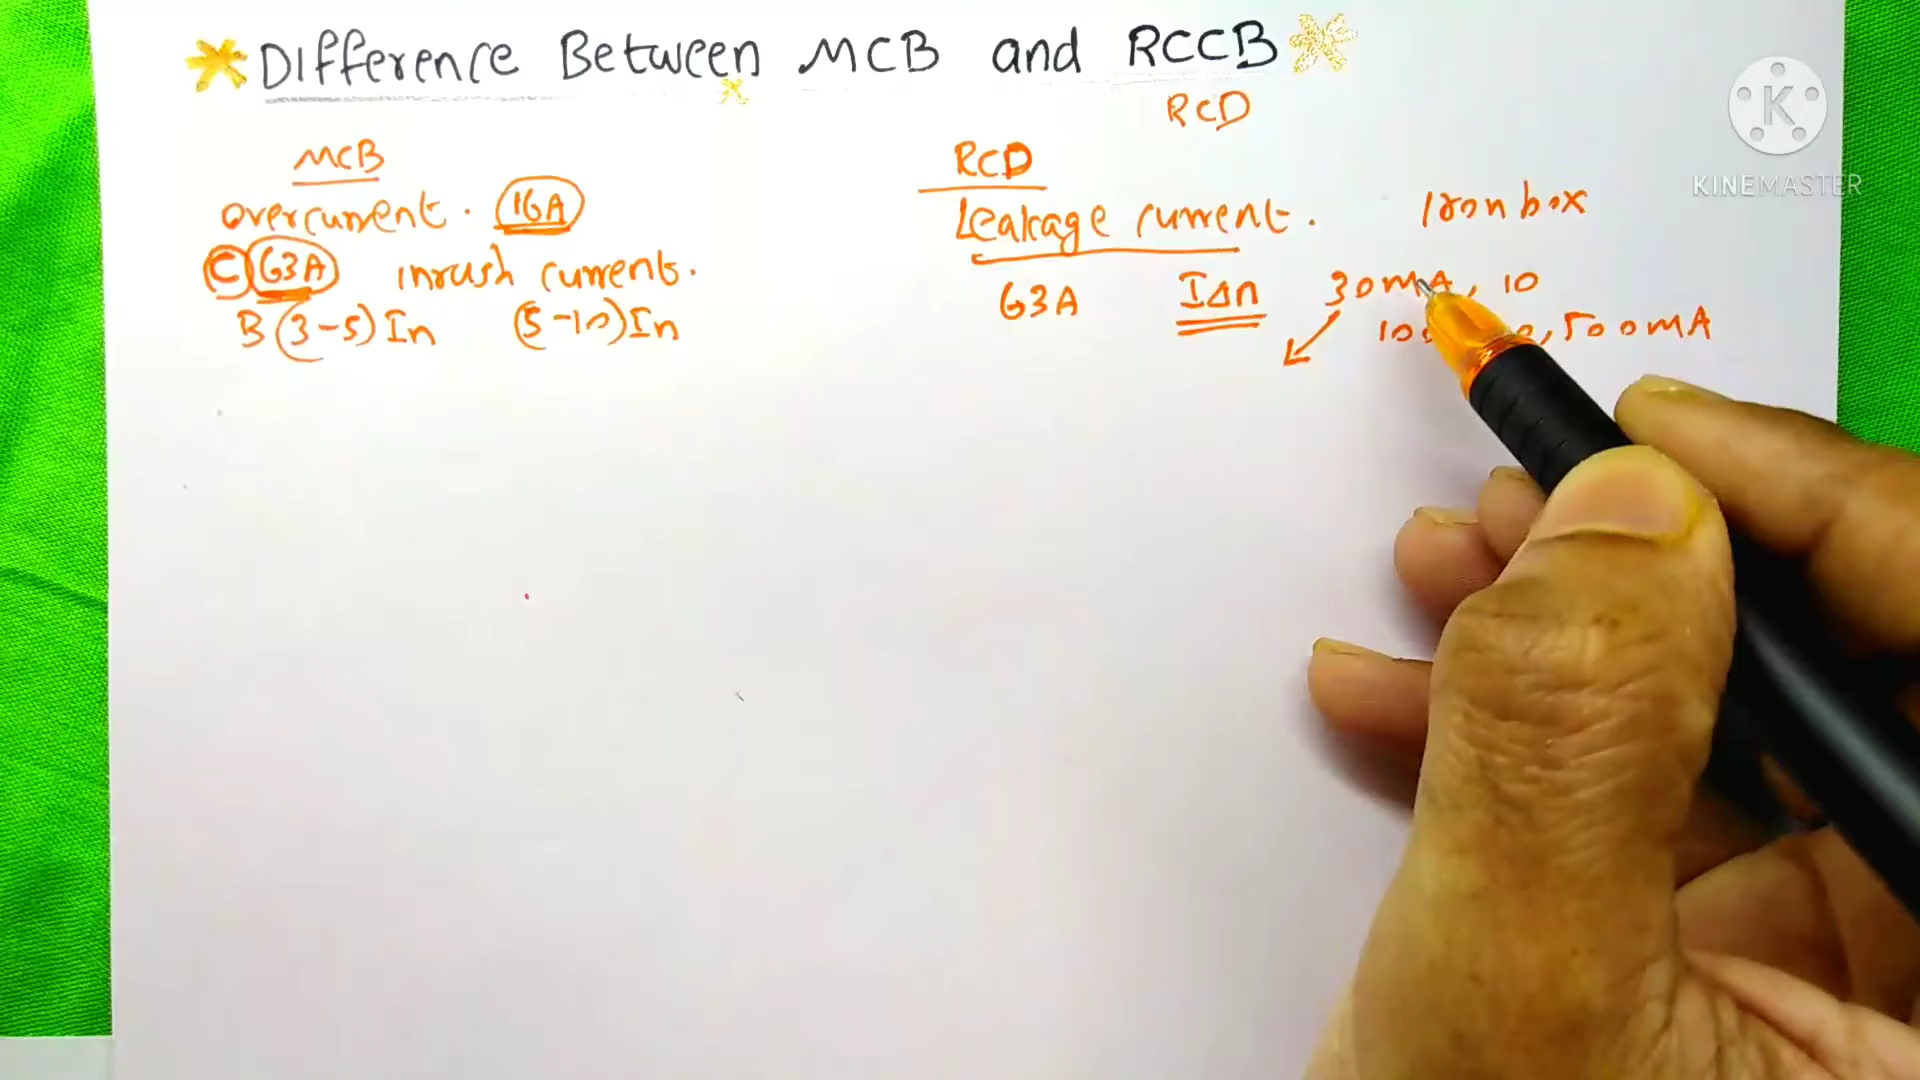 Difference Between MCB and RCCB
RCD
MCB
overcurrent. 16A
C 63A inrush current.
B (3-5) In (5-10) In
RCD
Leakage current. Iron box
63A IΔn 30mA, 10
, 500mA
K
KINEMASTER